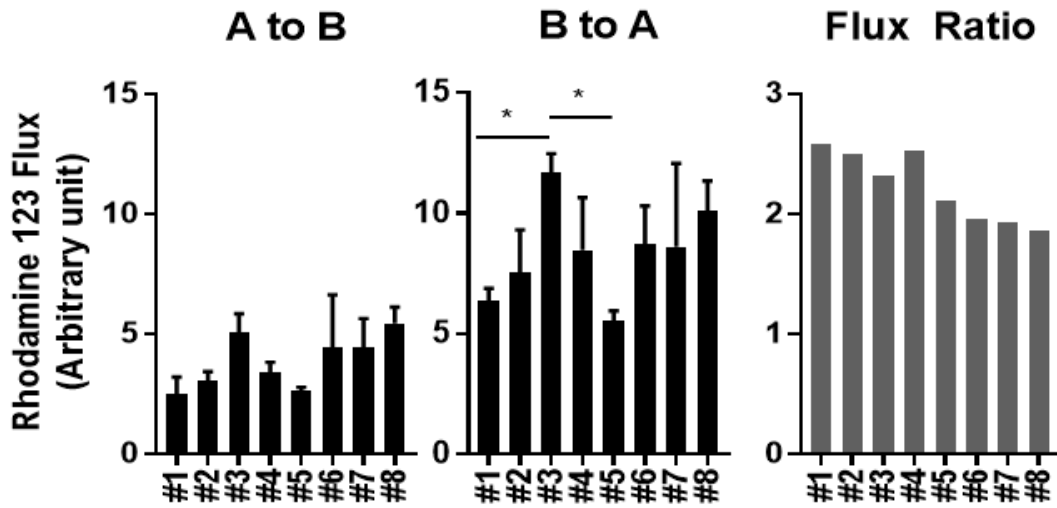 A to B
B to A
Flux Ratio
Rhodamine 123 Flux
(Arbitrary unit)
15
10
5
0
#1 #2 #3 #4 #5 #6 #7 #8
15
10
5
0
* *
#1 #2 #3 #4 #5 #6 #7 #8
3
2
1
0
#1 #2 #3 #4 #5 #6 #7 #8